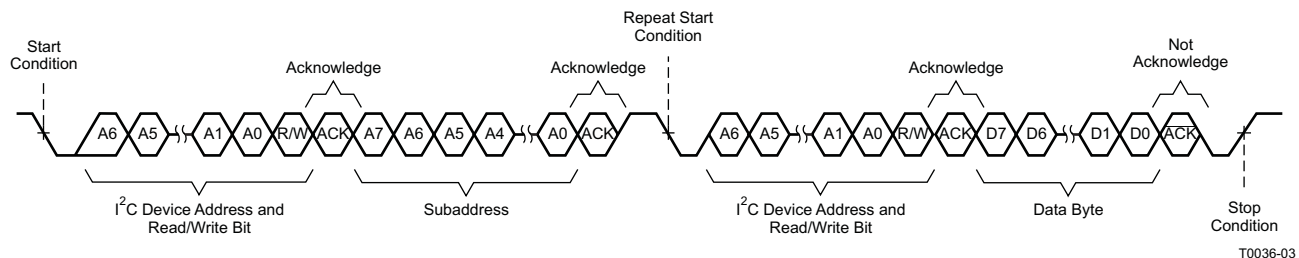 Repeat Start
Condition
Start
Condition
Not
Acknowledge
Acknowledge
Acknowledge
Acknowledge
A6 A5 A1 A0 R/W ACK A7 A6 A5 A4 A0 ACK A6 A5 A1 A0 R/W ACK D7 D6 D1 D0 ACK
I²C Device Address and
Read/Write Bit
Subaddress
I²C Device Address and
Read/Write Bit
Data Byte
Stop
Condition
T0036-03